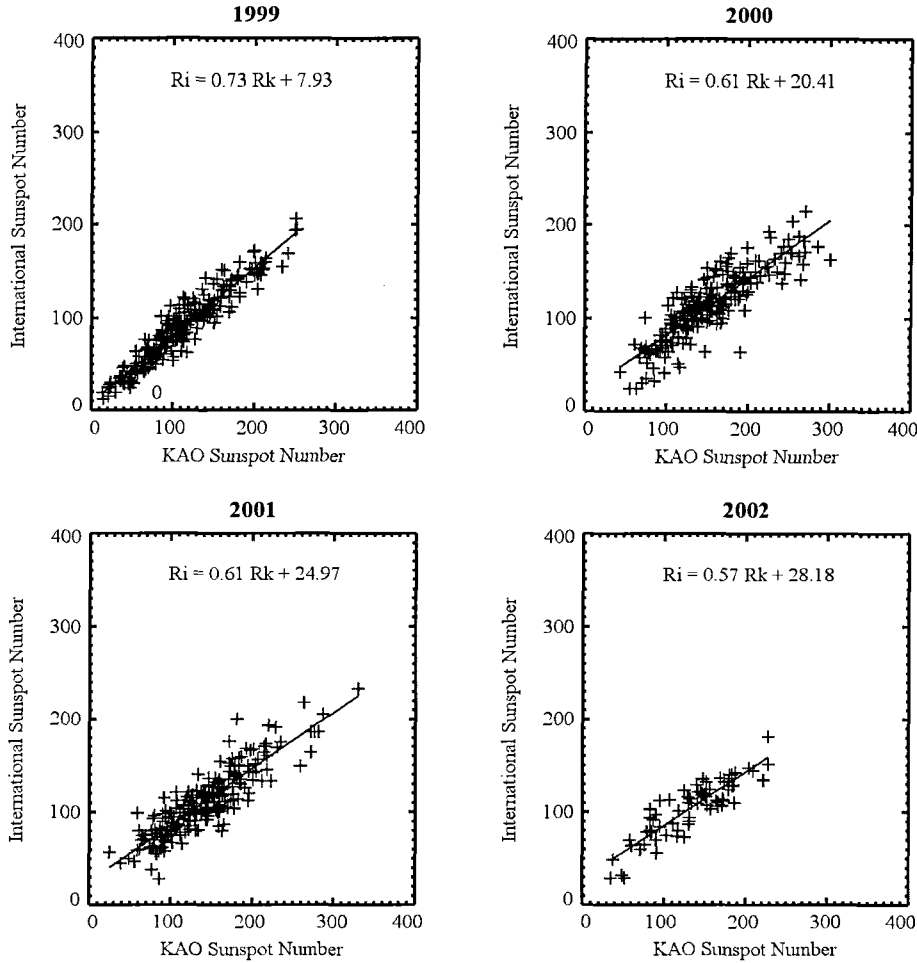 1999
400
300
200
100
0
International Sunspot Number
Ri = 0.73 Rk + 7.93
0
0 100 200 300 400
KAO Sunspot Number
2000
400
300
200
100
0
International Sunspot Number
Ri = 0.61 Rk + 20.41
0 100 200 300 400
KAO Sunspot Number
2001
400
300
200
100
0
International Sunspot Number
Ri = 0.61 Rk + 24.97
0 100 200 300 400
KAO Sunspot Number
2002
400
300
200
100
0
International Sunspot Number
Ri = 0.57 Rk + 28.18
0 100 200 300 400
KAO Sunspot Number